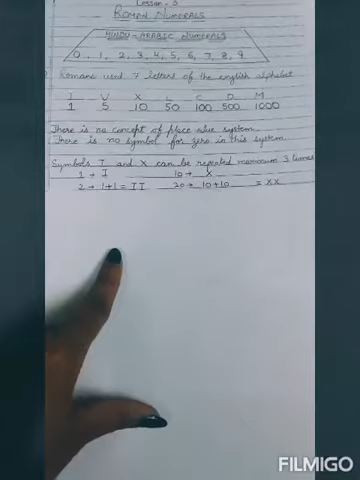 Lesson - 3
ROMAN NUMERALS
HINDU - ARABIC NUMERALS
0, 1, 2, 3, 4, 5, 6, 7, 8, 9
Romans used 7 letters of the english alphabet
I V X L C D M
1 5 10 50 100 500 1000
There is no concept of place value system.
There is no symbol for zero in this system.
Symbols I and X can be repeated maximum 3 times
1 → I 10 → X
2 → 1+1 = II 20 → 10+10 = XX
FILMIGO